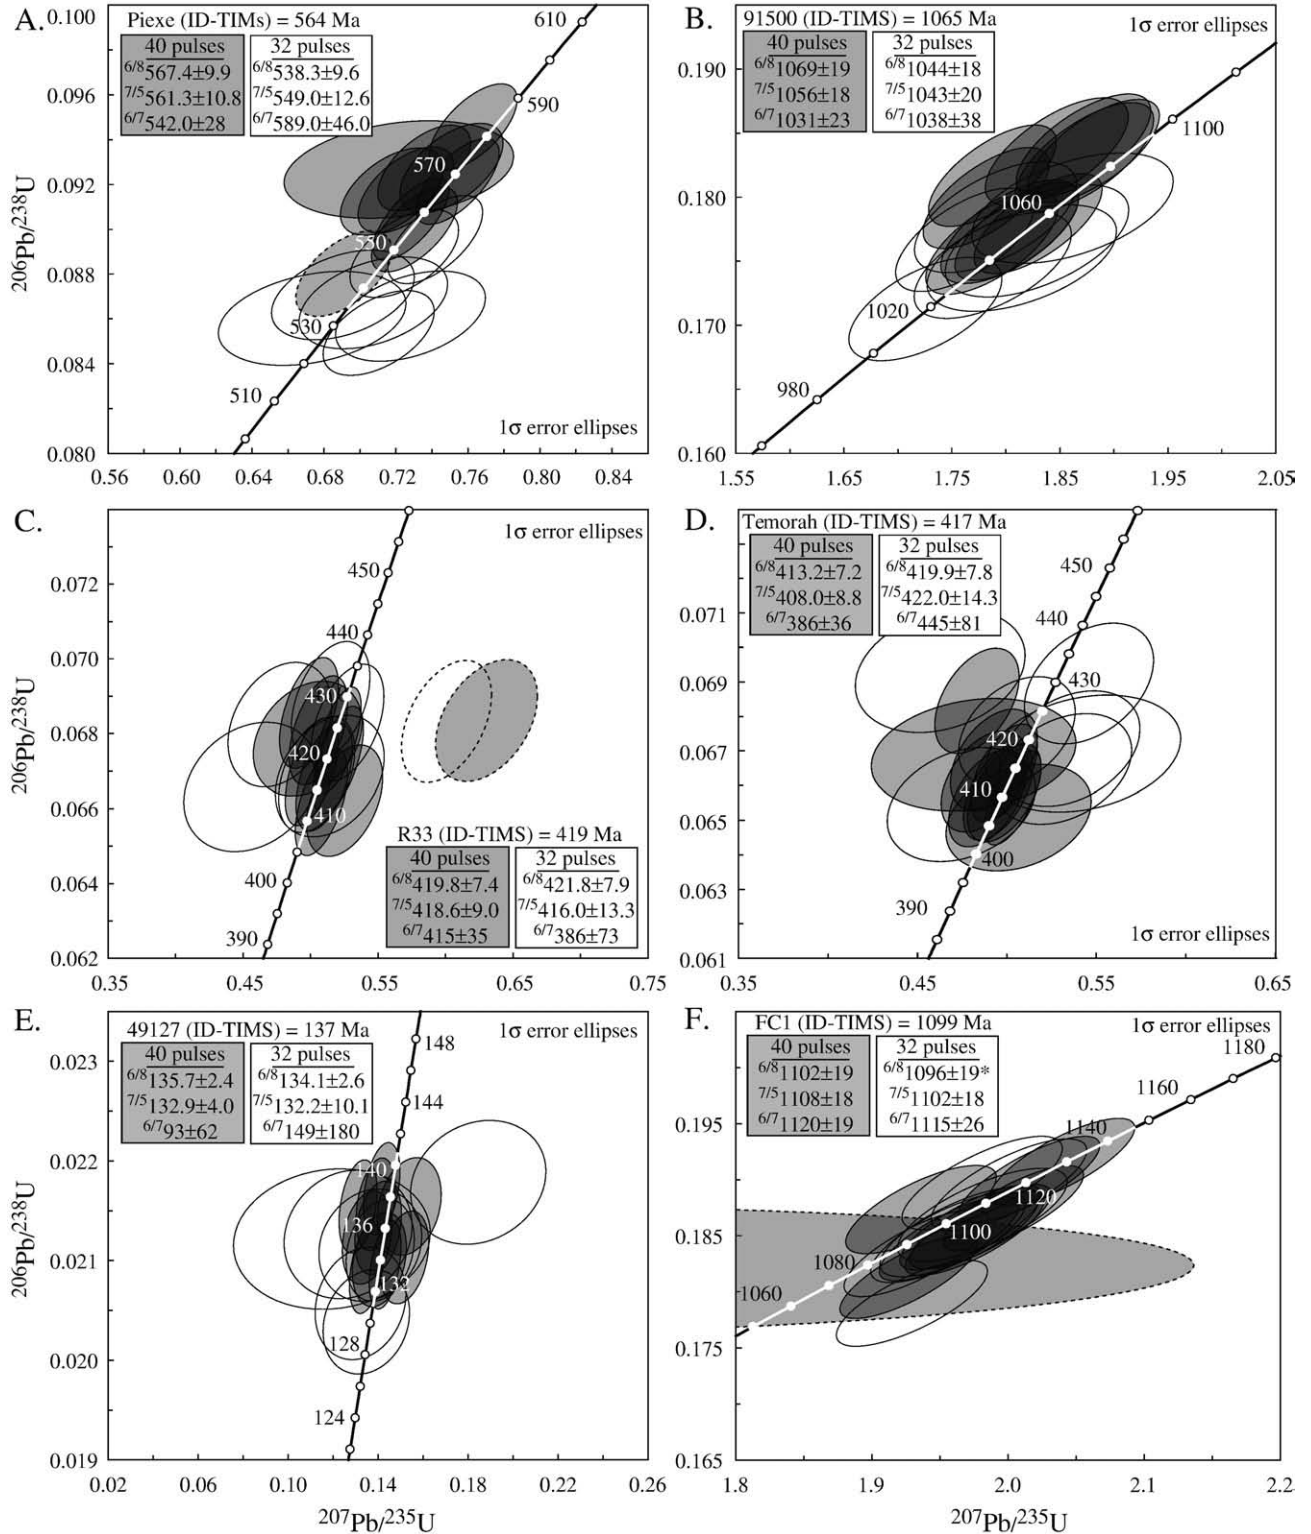 A.
Piexe (ID-TIMs) = 564 Ma
40 pulses
6/8 567.4±9.9
7/5 561.3±10.8
6/7 542.0±28
32 pulses
6/8 538.3±9.6
7/5 549.0±12.6
6/7 589.0±46.0
610
590
570
550
530
510
0.100
0.096
0.092
0.088
0.084
0.080
206Pb/238U
1σ error ellipses
0.56 0.60 0.64 0.68 0.72 0.76 0.80 0.84
B.
91500 (ID-TIMS) = 1065 Ma
1σ error ellipses
40 pulses
6/8 1069±19
7/5 1056±18
6/7 1031±23
32 pulses
6/8 1044±18
7/5 1043±20
6/7 1038±38
1100
1060
1020
980
0.190
0.180
0.170
0.160
1.55 1.65 1.75 1.85 1.95 2.05
C.
1σ error ellipses
450
440
430
420
410
400
390
0.072
0.070
0.068
0.066
0.064
0.062
206Pb/238U
R33 (ID-TIMS) = 419 Ma
40 pulses
6/8 419.8±7.4
7/5 418.6±9.0
6/7 415±35
32 pulses
6/8 421.8±7.9
7/5 416.0±13.3
6/7 386±73
0.35 0.45 0.55 0.65 0.75
D.
Temorah (ID-TIMS) = 417 Ma
40 pulses
6/8 413.2±7.2
7/5 408.0±8.8
6/7 386±36
32 pulses
6/8 419.9±7.8
7/5 422.0±14.3
6/7 445±81
450
440
430
420
410
400
390
0.071
0.069
0.067
0.065
0.063
0.061
1σ error ellipses
0.35 0.45 0.55 0.65
E.
49127 (ID-TIMS) = 137 Ma
1σ error ellipses
40 pulses
6/8 135.7±2.4
7/5 132.9±4.0
6/7 93±62
32 pulses
6/8 134.1±2.6
7/5 132.2±10.1
6/7 149±180
148
144
140
136
132
128
124
0.023
0.022
0.021
0.020
0.019
206Pb/238U
0.02 0.06 0.10 0.14 0.18 0.22 0.26
207Pb/235U
F.
FC1 (ID-TIMS) = 1099 Ma
1σ error ellipses
40 pulses
6/8 1102±19
7/5 1108±18
6/7 1120±19
32 pulses
6/8 1096±19*
7/5 1102±18
6/7 1115±26
1180
1160
1140
1120
1100
1080
1060
0.195
0.185
0.175
0.165
1.8 1.9 2.0 2.1 2.2
207Pb/235U